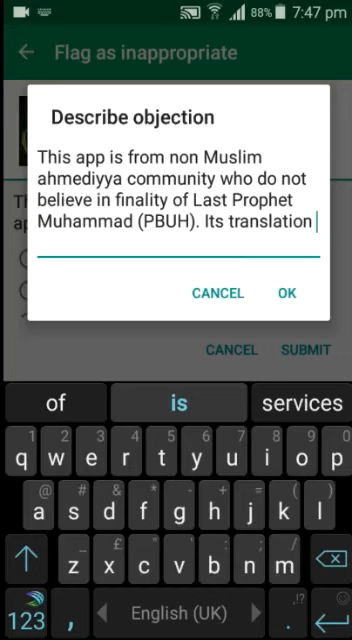 88% 7:47 pm
Flag as inappropriate
Describe objection
This app is from non Muslim
ahmediyya community who do not
believe in finality of Last Prophet
Muhammad (PBUH). Its translation
CANCEL OK
CANCEL SUBMIT
of is services
1 2 3 4 5 6 7 8 9 0
q w e r t y u i o p
@ # & * - + = ( )
a s d f g h j k l
_ £ " ' : ; /
z x c v b n m
123 , English (UK) . ,!?